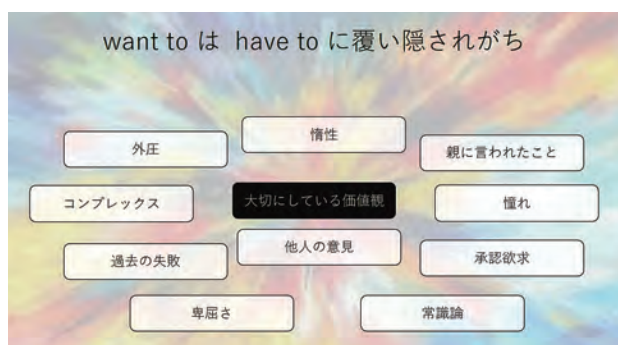 want to は have to に覆い隠されがち
惰性
外圧
親に言われたこと
コンプレックス
大切にしている価値観
憧れ
他人の意見
過去の失敗
承認欲求
卑屈さ
常識論